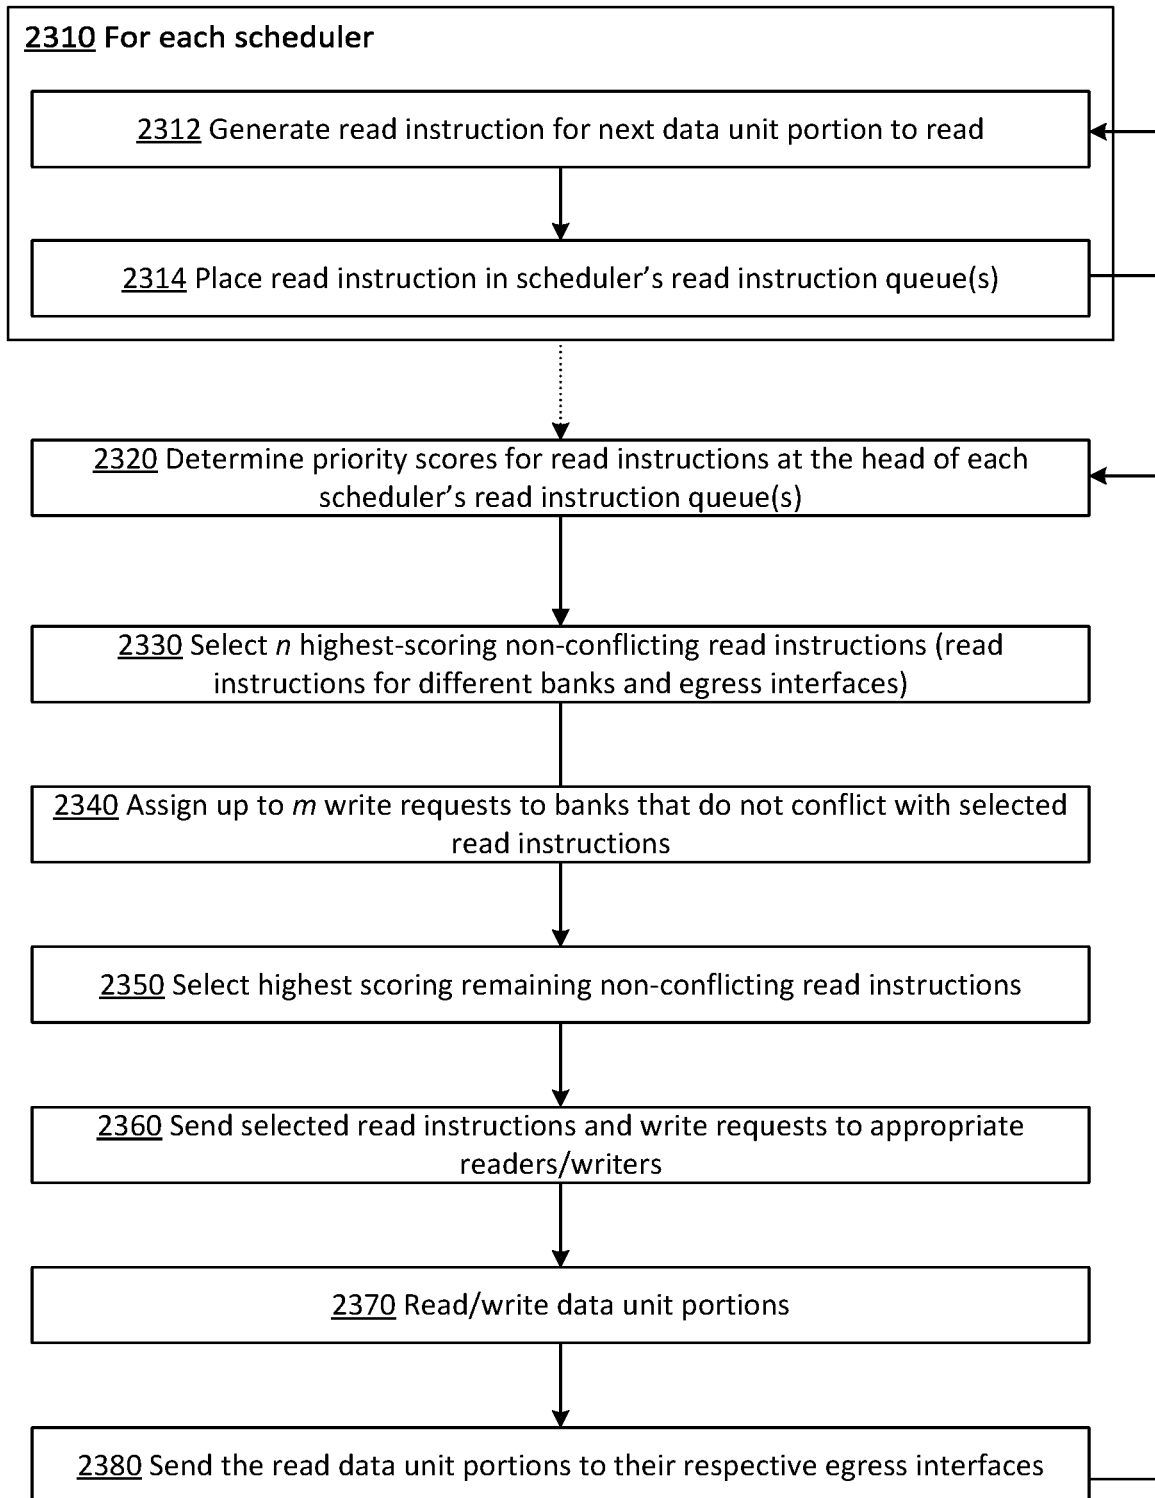 2310 For each scheduler
2312 Generate read instruction for next data unit portion to read
2314 Place read instruction in scheduler’s read instruction queue(s)
2320 Determine priority scores for read instructions at the head of each
scheduler’s read instruction queue(s)
2330 Select n highest-scoring non-conflicting read instructions (read
instructions for different banks and egress interfaces)
2340 Assign up to m write requests to banks that do not conflict with selected
read instructions
2350 Select highest scoring remaining non-conflicting read instructions
2360 Send selected read instructions and write requests to appropriate
readers/writers
2370 Read/write data unit portions
2380 Send the read data unit portions to their respective egress interfaces